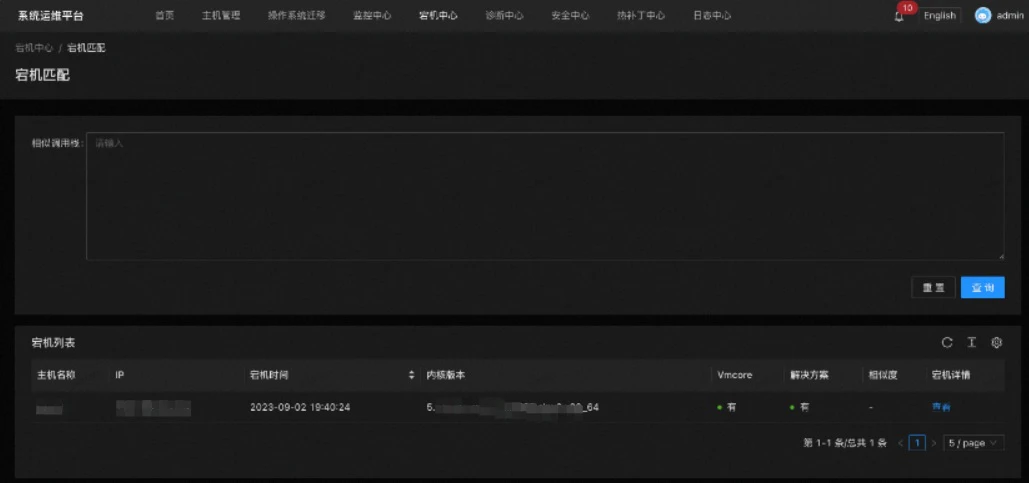 系统运维平台 首页 主机管理 操作系统迁移 监控中心 宕机中心 诊断中心 安全中心 热补丁中心 日志中心 10 English admin
宕机中心 / 宕机匹配
宕机匹配
相似调用栈: 请输入
重置 查询
宕机列表
主机名称 IP 宕机时间 内核版本 Vmcore 解决方案 相似度 宕机详情
2023-09-02 19:40:24 5. _64 有 有 - 查看
第 1-1 条/总共 1 条 < 1 > 5 / page